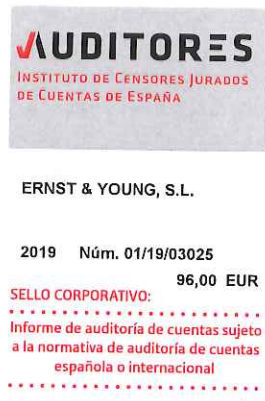 AUDITORES
INSTITUTO DE CENSORES JURADOS
DE CUENTAS DE ESPAÑA
ERNST & YOUNG, S.L.
2019 Núm. 01/19/03025
96,00 EUR
SELLO CORPORATIVO:
Informe de auditoría de cuentas sujeto
a la normativa de auditoría de cuentas
española o internacional